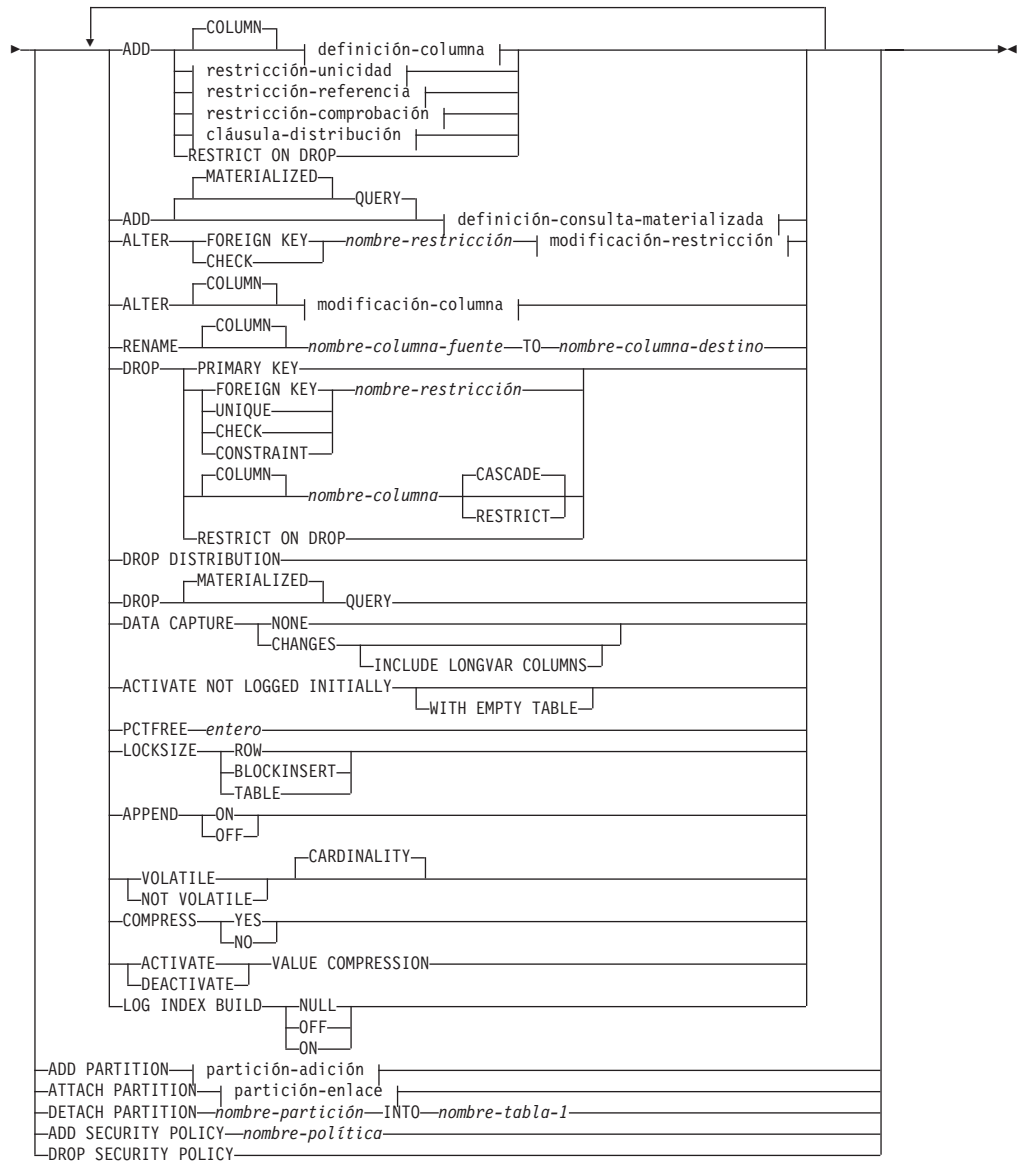 COLUMN
ADD definición-columna
restricción-unicidad
restricción-referencia
restricción-comprobación
cláusula-distribución
RESTRICT ON DROP
MATERIALIZED
QUERY
ADD definición-consulta-materializada
ALTER FOREIGN KEY nombre-restricción modificación-restricción
CHECK
COLUMN
ALTER modificación-columna
COLUMN
RENAME nombre-columna-fuente TO nombre-columna-destino
DROP PRIMARY KEY
FOREIGN KEY nombre-restricción
UNIQUE
CHECK
CONSTRAINT
COLUMN CASCADE
nombre-columna
RESTRICT
RESTRICT ON DROP
DROP DISTRIBUTION
MATERIALIZED
DROP QUERY
DATA CAPTURE NONE
CHANGES
INCLUDE LONGVAR COLUMNS
ACTIVATE NOT LOGGED INITIALLY
WITH EMPTY TABLE
PCTFREE entero
LOCKSIZE ROW
BLOCKINSERT
TABLE
APPEND ON
OFF
CARDINALITY
VOLATILE
NOT VOLATILE
COMPRESS YES
NO
ACTIVATE VALUE COMPRESSION
DEACTIVATE
LOG INDEX BUILD NULL
OFF
ON
ADD PARTITION partición-adición
ATTACH PARTITION partición-enlace
DETACH PARTITION nombre-partición INTO nombre-tabla-1
ADD SECURITY POLICY nombre-política
DROP SECURITY POLICY